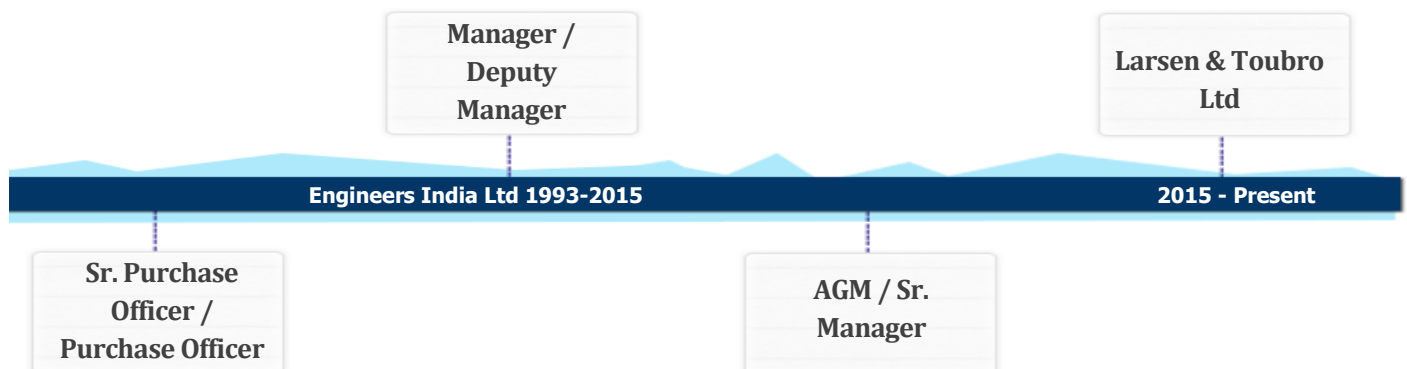 Manager /
Deputy
Manager
Larsen & Toubro
Ltd
Engineers India Ltd 1993-2015
2015 - Present
Sr. Purchase
Officer /
Purchase Officer
AGM / Sr.
Manager